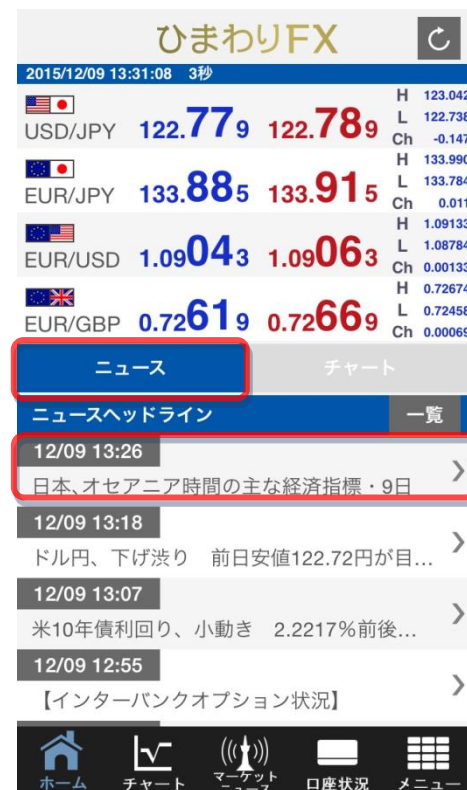 ひまわりFX
2015/12/09 13:31:08 3秒
USD/JPY 122.779 122.789 H 123.042 L 122.738 Ch -0.147
EUR/JPY 133.885 133.915 H 133.990 L 133.784 Ch 0.011
EUR/USD 1.09043 1.09063 H 1.09133 L 1.08784 Ch 0.00133
EUR/GBP 0.72619 0.72669 H 0.72674 L 0.72458 Ch 0.00069
ニュース チャート
ニュースヘッドライン 一覧
12/09 13:26
日本、オセアニア時間の主な経済指標・9日
12/09 13:18
ドル円、下げ渋り 前日安値122.72円が目…
12/09 13:07
米10年債利回り、小動き 2.2217%前後…
12/09 12:55
【インターバンクオプション状況】
ホーム チャート マーケットニュース 口座状況 メニュー